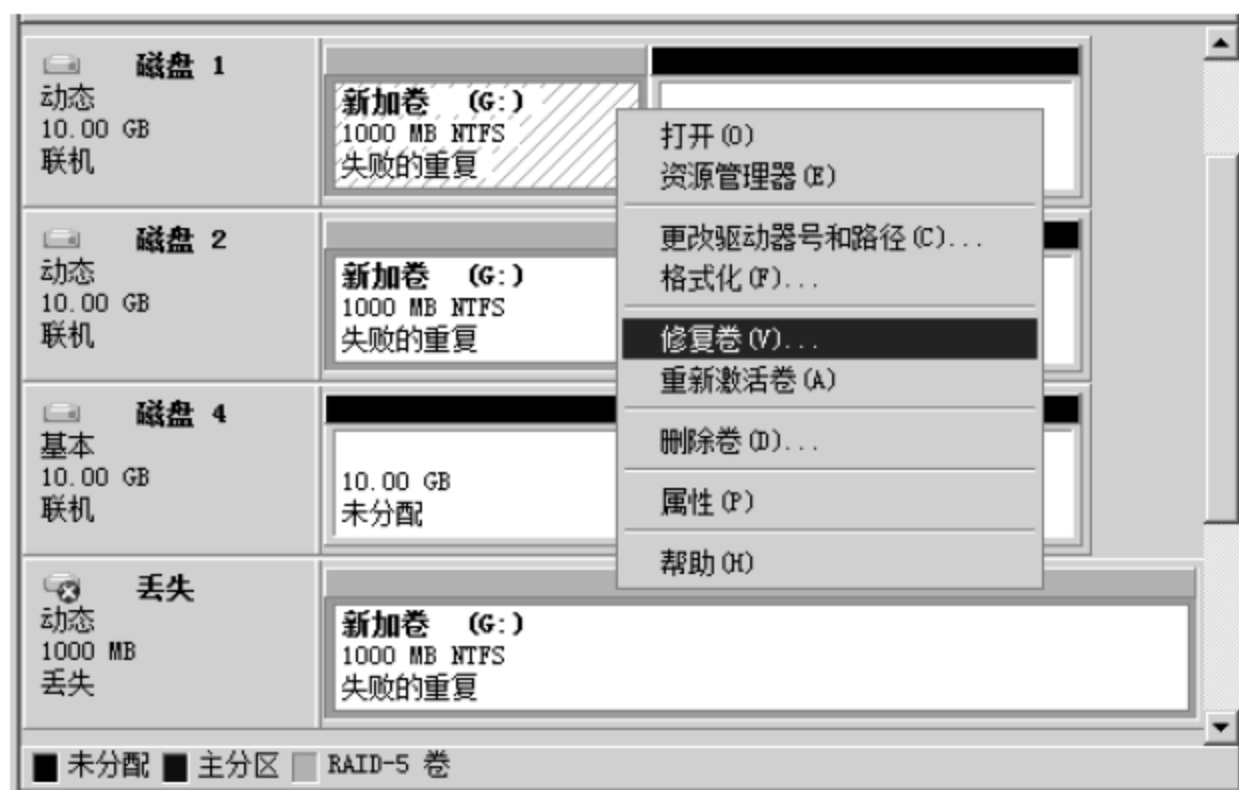 磁盘 1
动态
10.00 GB
联机
新加卷 (G:)
1000 MB NTFS
失败的重复
磁盘 2
动态
10.00 GB
联机
新加卷 (G:)
1000 MB NTFS
失败的重复
磁盘 4
基本
10.00 GB
联机
10.00 GB
未分配
丢失
动态
1000 MB
丢失
新加卷 (G:)
1000 MB NTFS
失败的重复
打开(O)
资源管理器(E)
更改驱动器号和路径(C)...
格式化(F)...
修复卷(V)...
重新激活卷(A)
删除卷(D)...
属性(P)
帮助(H)
未分配 主分区 RAID-5 卷